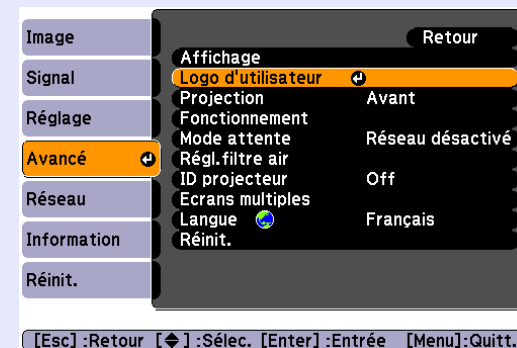 Image
Signal
Réglage
Avancé
Réseau
Information
Réinit.
Retour
Affichage
Logo d'utilisateur
Projection Avant
Fonctionnement
Mode attente Réseau désactivé
Régl.filtre air
ID projecteur Off
Ecrans multiples
Langue Français
Réinit.
[Esc] :Retour [◆] :Sélec. [Enter] :Entrée [Menu]:Quitt.